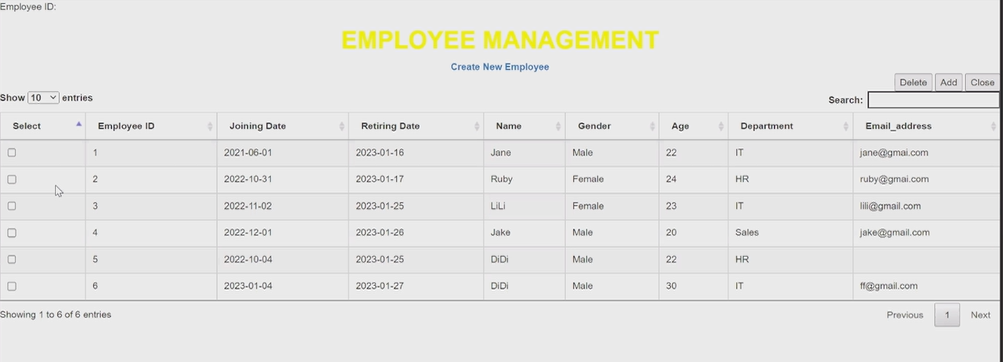 Employee ID:
EMPLOYEE MANAGEMENT
Create New Employee
Delete Add Close
Show 10 entries Search:
Select Employee ID Joining Date Retiring Date Name Gender Age Department Email_address
1 2021-06-01 2023-01-16 Jane Male 22 IT jane@gmai.com
2 2022-10-31 2023-01-17 Ruby Female 24 HR ruby@gmai.com
3 2022-11-02 2023-01-25 LiLi Female 23 IT lili@gmail.com
4 2022-12-01 2023-01-26 Jake Male 20 Sales jake@gmail.com
5 2022-10-04 2023-01-25 DiDi Male 22 HR
6 2023-01-04 2023-01-27 DiDi Male 30 IT ff@gmail.com
Showing 1 to 6 of 6 entries Previous 1 Next